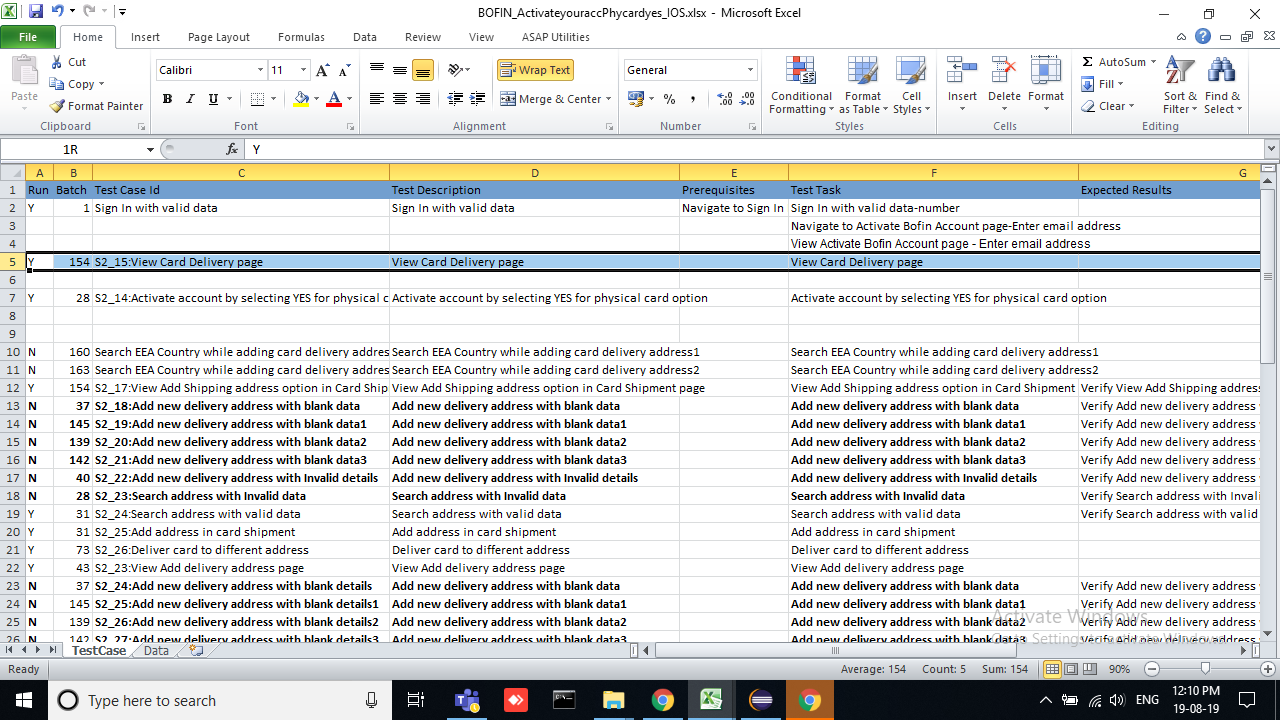 BOFIN_ActivateyouraccPhycardyes_IOS.xlsx - Microsoft Excel
File Home Insert Page Layout Formulas Data Review View ASAP Utilities
Paste Cut Copy Format Painter Clipboard
Calibri 11 B I U Font
Wrap Text Merge & Center Alignment
General % , Number
Conditional Formatting Format as Table Cell Styles Styles
Insert Delete Format Cells
AutoSum Fill Clear Sort & Filter Find & Select Editing
1R fx Y
A B C D E F G
1 Run Batch Test Case Id Test Description Prerequisites Test Task Expected Results
2 Y 1 Sign In with valid data Sign In with valid data Navigate to Sign In Sign In with valid data-number
3 Navigate to Activate Bofin Account page-Enter email address
4 View Activate Bofin Account page - Enter email address
5 Y 154 S2_15:View Card Delivery page View Card Delivery page View Card Delivery page
6
7 Y 28 S2_14:Activate account by selecting YES for physical c Activate account by selecting YES for physical card option Activate account by selecting YES for physical card option
8
9
10 N 160 Search EEA Country while adding card delivery addres Search EEA Country while adding card delivery address1 Search EEA Country while adding card delivery address1
11 N 163 Search EEA Country while adding card delivery addres Search EEA Country while adding card delivery address2 Search EEA Country while adding card delivery address2
12 Y 154 S2_17:View Add Shipping address option in Card Ship View Add Shipping address option in Card Shipment page View Add Shipping address option in Card Shipment Verify View Add Shipping address
13 N 37 S2_18:Add new delivery address with blank data Add new delivery address with blank data Add new delivery address with blank data Verify Add new delivery address
14 N 145 S2_19:Add new delivery address with blank data1 Add new delivery address with blank data1 Add new delivery address with blank data1 Verify Add new delivery address
15 N 139 S2_20:Add new delivery address with blank data2 Add new delivery address with blank data2 Add new delivery address with blank data2 Verify Add new delivery address
16 N 142 S2_21:Add new delivery address with blank data3 Add new delivery address with blank data3 Add new delivery address with blank data3 Verify Add new delivery address
17 N 40 S2_22:Add new delivery address with Invalid details Add new delivery address with Invalid details Add new delivery address with Invalid details Verify Add new delivery address
18 N 28 S2_23:Search address with Invalid data Search address with Invalid data Search address with Invalid data Verify Search address with Invali
19 Y 31 S2_24:Search address with valid data Search address with valid data Search address with valid data Verify Search address with valid
20 Y 31 S2_25:Add address in card shipment Add address in card shipment Add address in card shipment
21 Y 73 S2_26:Deliver card to different address Deliver card to different address Deliver card to different address
22 Y 43 S2_23:View Add delivery address page View Add delivery address page View Add delivery address page
23 N 37 S2_24:Add new delivery address with blank details Add new delivery address with blank data Add new delivery address with blank data Verify Add new delivery address
24 N 145 S2_25:Add new delivery address with blank details1 Add new delivery address with blank data1 Add new delivery address with blank data1 Verify Add new delivery address
25 N 139 S2_26:Add new delivery address with blank details2 Add new delivery address with blank data2 Add new delivery address with blank data2 Verify Add new delivery address
26 N 142 S2_27:Add new delivery address with blank details3 Add new delivery address with blank data3 Add new delivery address with blank data3 Verify Add new delivery address
Activate Windows
Go to Settings to activate Windows.
TestCase Data
Ready Average: 154 Count: 5 Sum: 154 90%
Type here to search ENG 12:10 PM
19-08-19